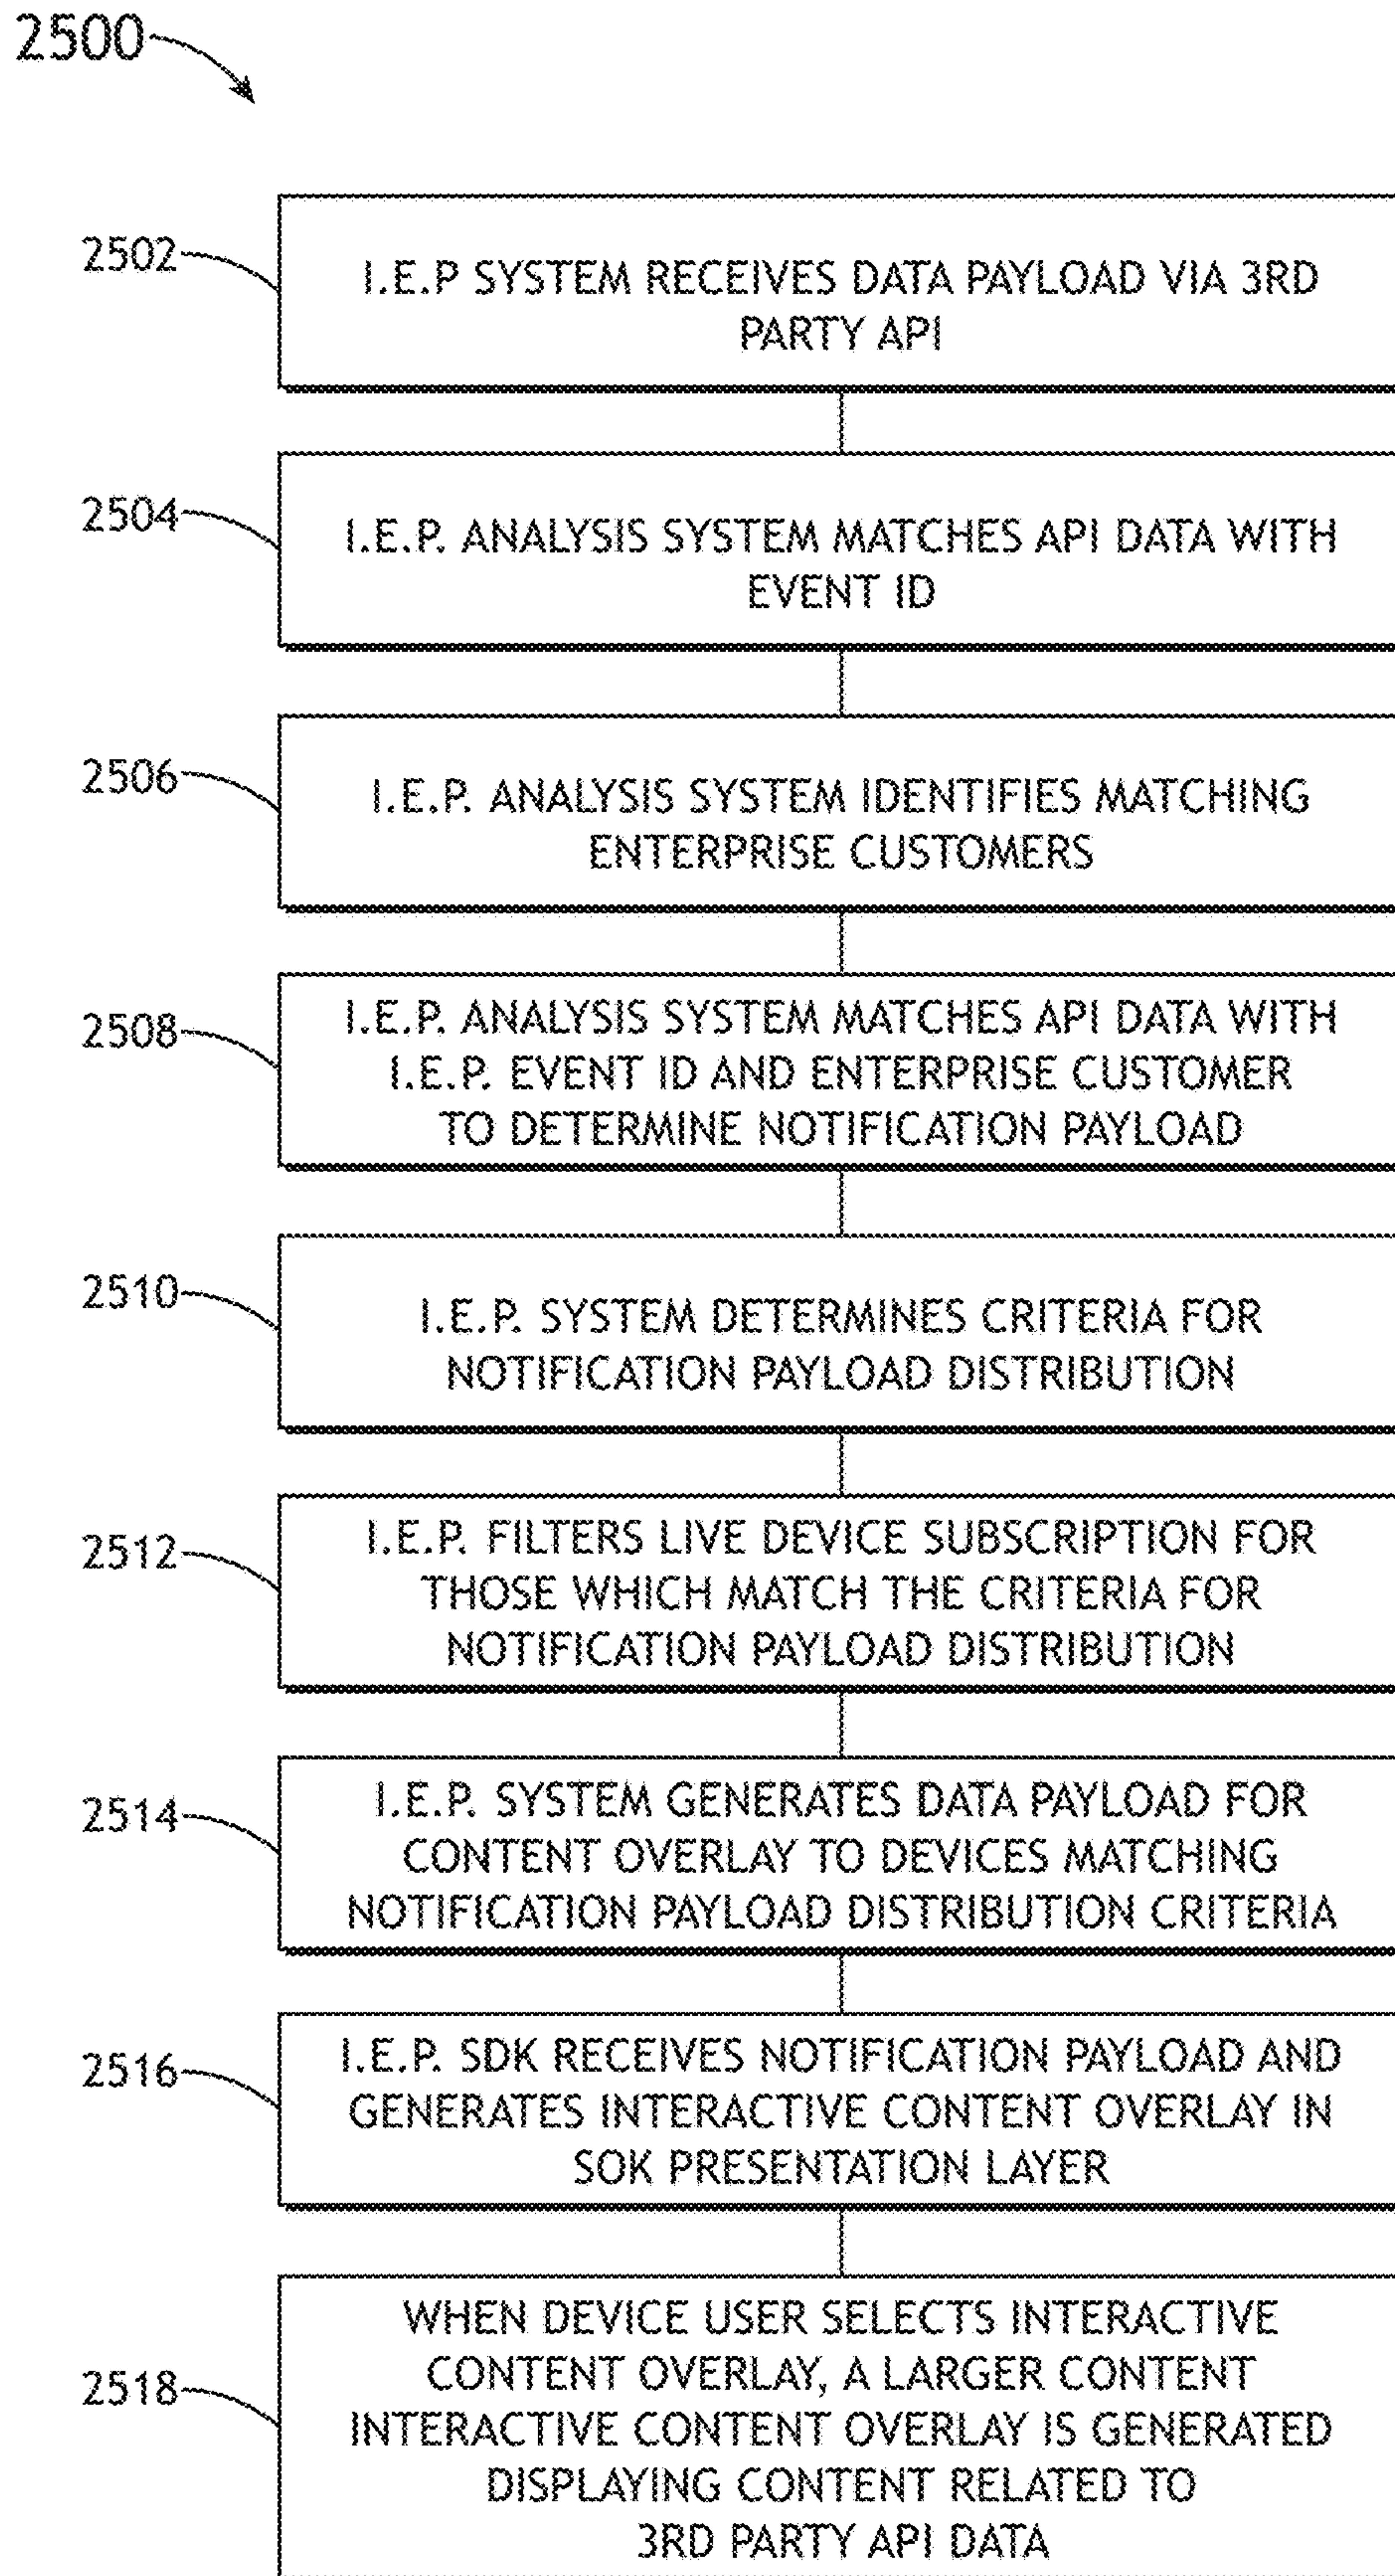 2500
2502
I.E.P SYSTEM RECEIVES DATA PAYLOAD VIA 3RD
PARTY API
2504
I.E.P. ANALYSIS SYSTEM MATCHES API DATA WITH
EVENT ID
2506
I.E.P. ANALYSIS SYSTEM IDENTIFIES MATCHING
ENTERPRISE CUSTOMERS
2508
I.E.P. ANALYSIS SYSTEM MATCHES API DATA WITH
I.E.P. EVENT ID AND ENTERPRISE CUSTOMER
TO DETERMINE NOTIFICATION PAYLOAD
2510
I.E.P. SYSTEM DETERMINES CRITERIA FOR
NOTIFICATION PAYLOAD DISTRIBUTION
2512
I.E.P. FILTERS LIVE DEVICE SUBSCRIPTION FOR
THOSE WHICH MATCH THE CRITERIA FOR
NOTIFICATION PAYLOAD DISTRIBUTION
2514
I.E.P. SYSTEM GENERATES DATA PAYLOAD FOR
CONTENT OVERLAY TO DEVICES MATCHING
NOTIFICATION PAYLOAD DISTRIBUTION CRITERIA
2516
I.E.P. SDK RECEIVES NOTIFICATION PAYLOAD AND
GENERATES INTERACTIVE CONTENT OVERLAY IN
SOK PRESENTATION LAYER
2518
WHEN DEVICE USER SELECTS INTERACTIVE
CONTENT OVERLAY, A LARGER CONTENT
INTERACTIVE CONTENT OVERLAY IS GENERATED
DISPLAYING CONTENT RELATED TO
3RD PARTY API DATA